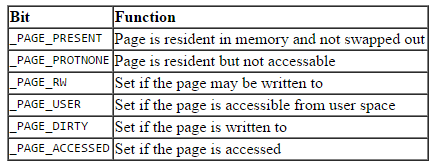 Bit Function
_PAGE_PRESENT Page is resident in memory and not swapped out
_PAGE_PROTNONE Page is resident but not accessable
_PAGE_RW Set if the page may be written to
_PAGE_USER Set if the page is accessible from user space
_PAGE_DIRTY Set if the page is written to
_PAGE_ACCESSED Set if the page is accessed